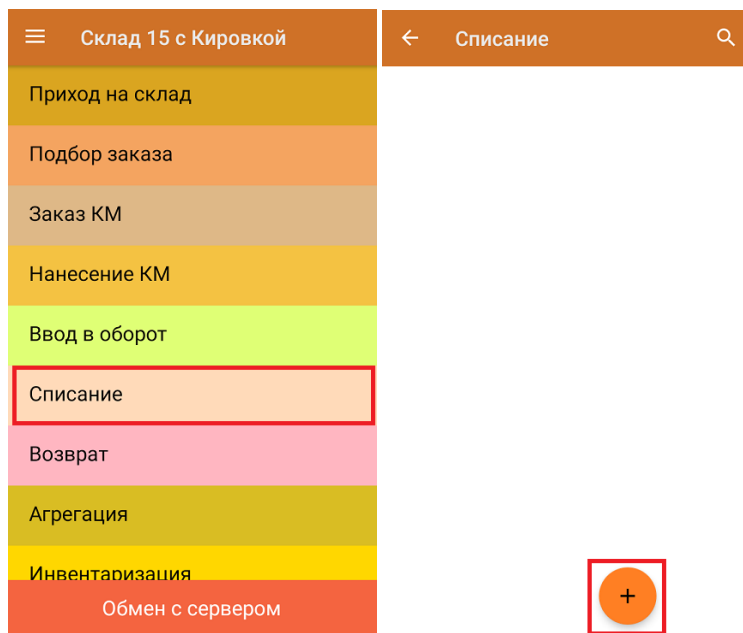 Склад 15 с Кировкой
Приход на склад
Подбор заказа
Заказ КМ
Нанесение КМ
Ввод в оборот
Списание
Возврат
Агрегация
Инвентаризация
Обмен с сервером
Списание
+